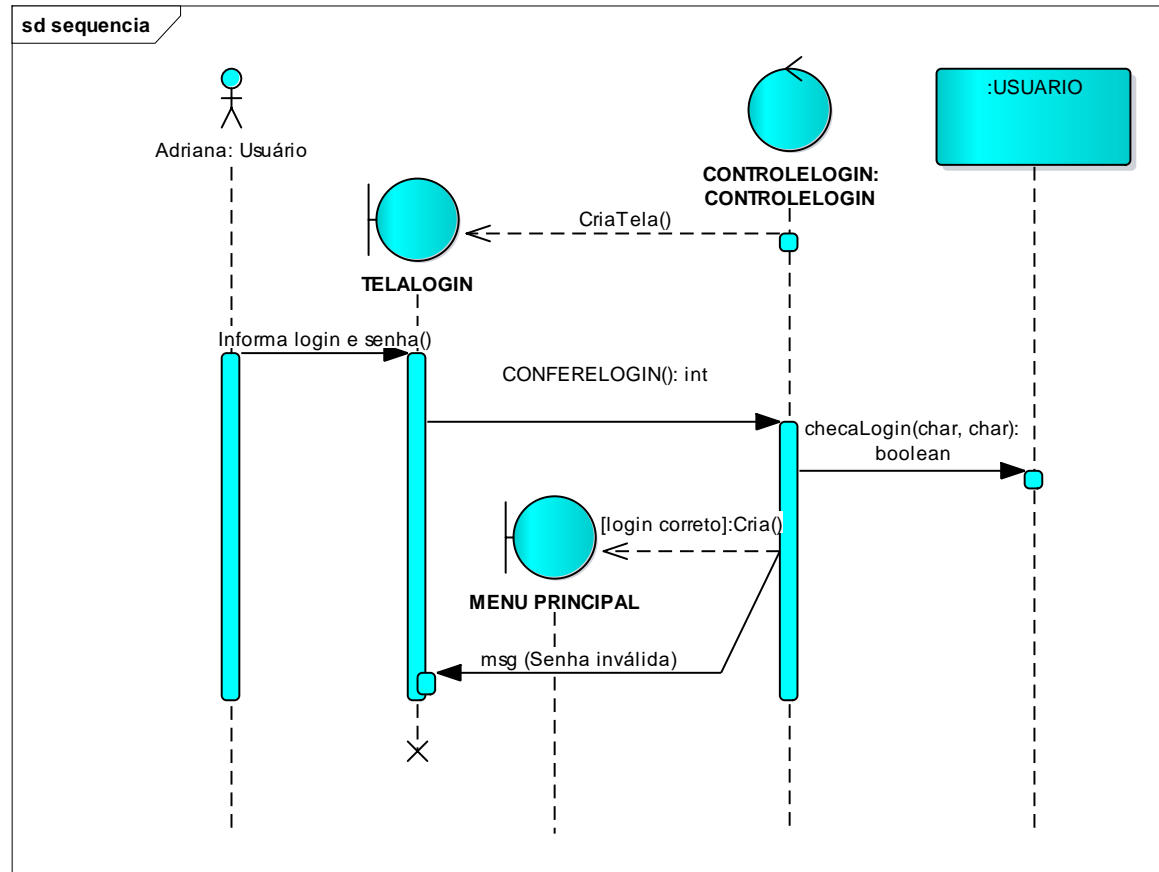 sd sequencia
:USUARIO
Adriana: Usuário
CONTROLELOGIN:
CONTROLELOGIN
CriaTela()
TELALOGIN
Informa login e senha()
CONFERELOGIN(): int
checaLogin(char, char):
boolean
[login correto]:Cria()
MENU PRINCIPAL
msg (Senha inválida)